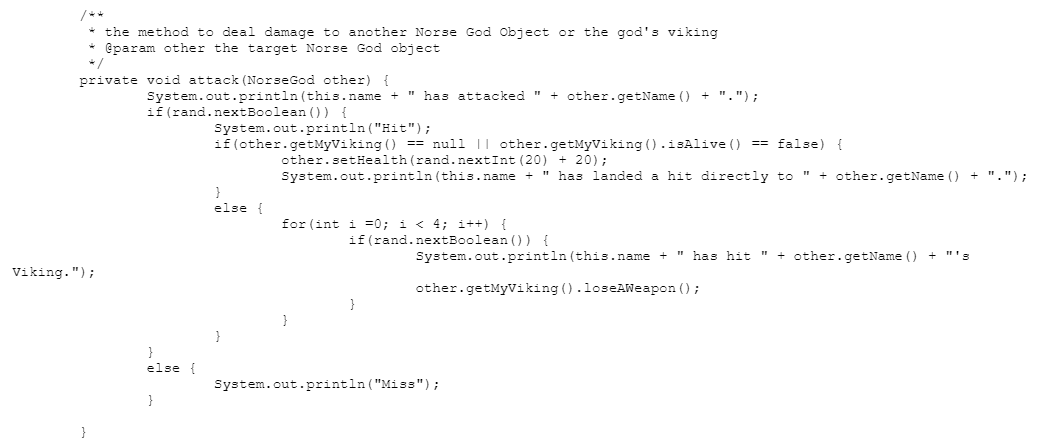 /**
 * the method to deal damage to another Norse God Object or the god's viking
 * @param other the target Norse God object
 */
private void attack(NorseGod other) {
System.out.println(this.name + " has attacked " + other.getName() + ".");
if(rand.nextBoolean()) {
System.out.println("Hit");
if(other.getMyViking() == null || other.getMyViking().isAlive() == false) {
other.setHealth(rand.nextInt(20) + 20);
System.out.println(this.name + " has landed a hit directly to " + other.getName() + ".");
}
else {
for(int i =0; i < 4; i++) {
if(rand.nextBoolean()) {
System.out.println(this.name + " has hit " + other.getName() + "'s
Viking.");
other.getMyViking().loseAWeapon();
}
}
}
}
else {
System.out.println("Miss");
}
}